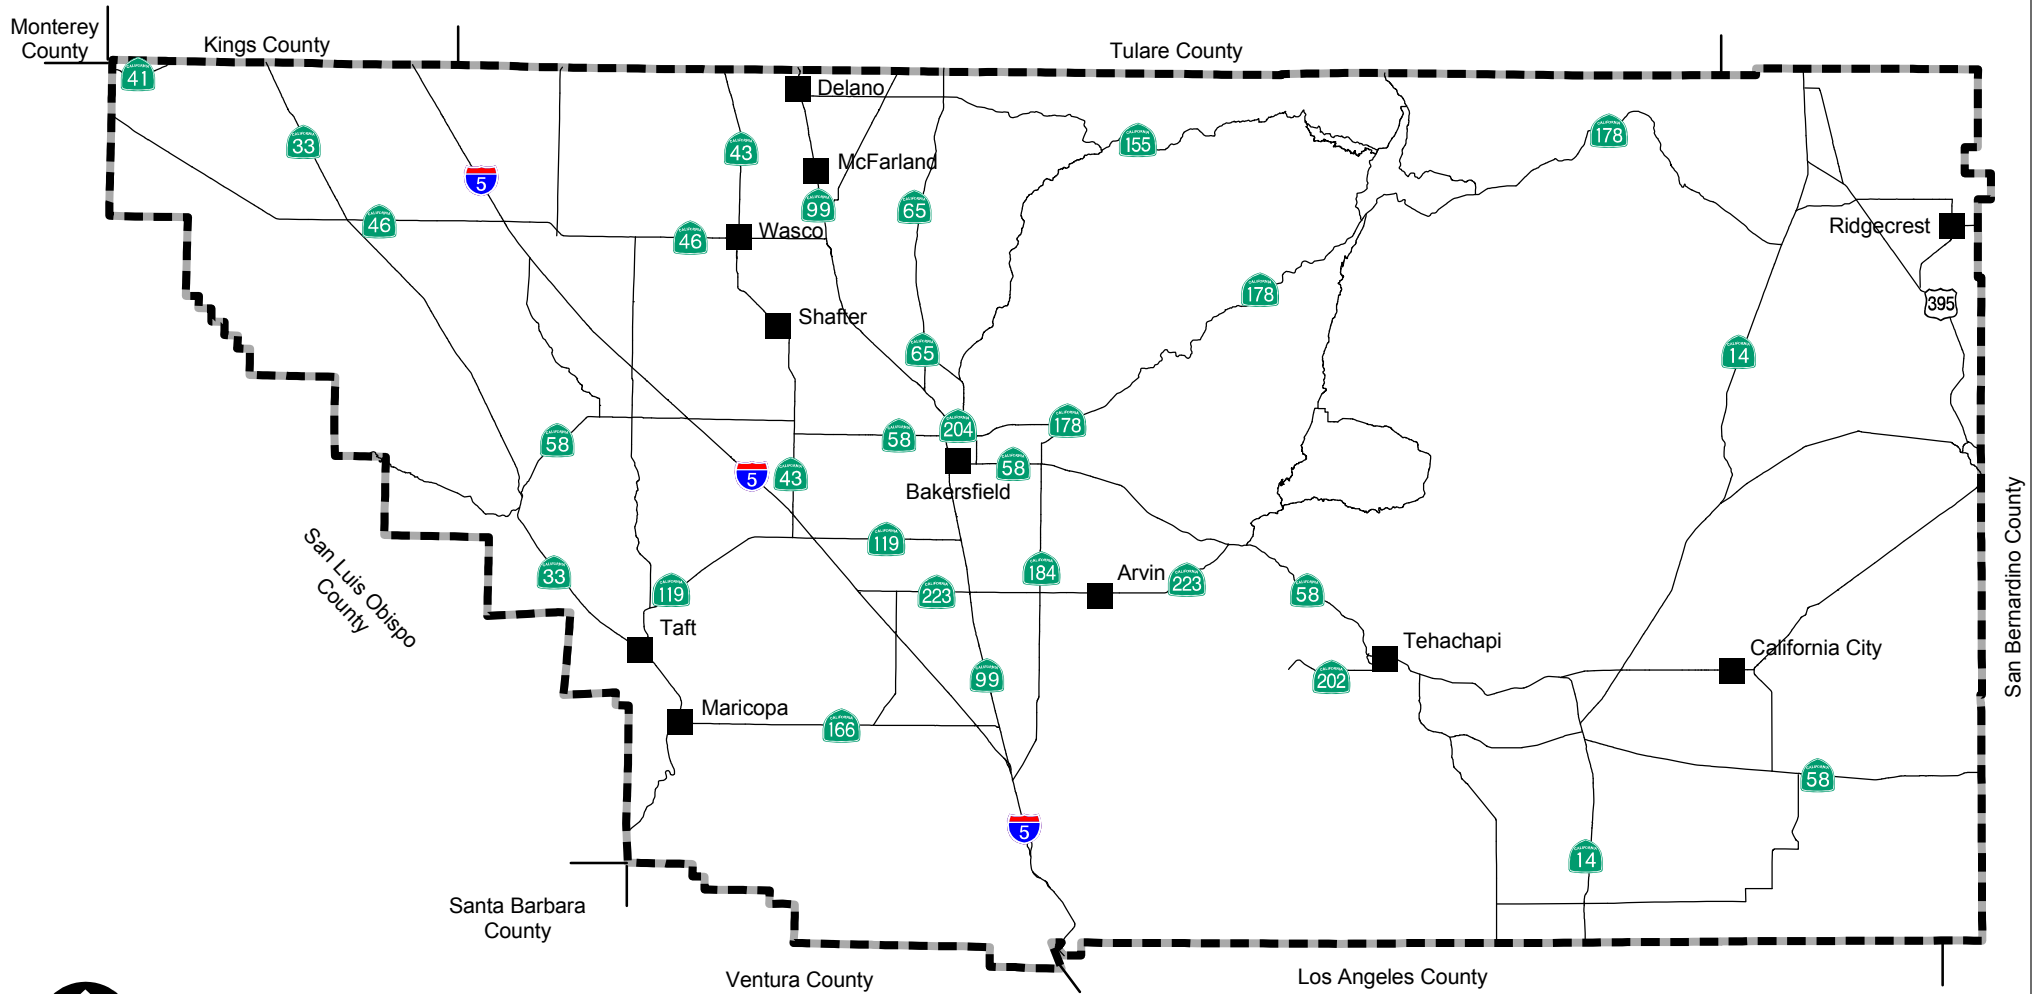 Monterey
County
Kings County
Tulare County
41
Delano
33
43
155
178
McFarland
5
99
65
46
46
Wasco
Ridgecrest
178
395
Shafter
65
14
204
178
58
58
58
5
43
Bakersfield
San Bernardino County
119
San Luis Obispo
County
33
119
184
Arvin
223
223
58
Taft
Tehachapi
California City
99
202
Maricopa
166
58
5
14
Santa Barbara
County
Ventura County
Los Angeles County